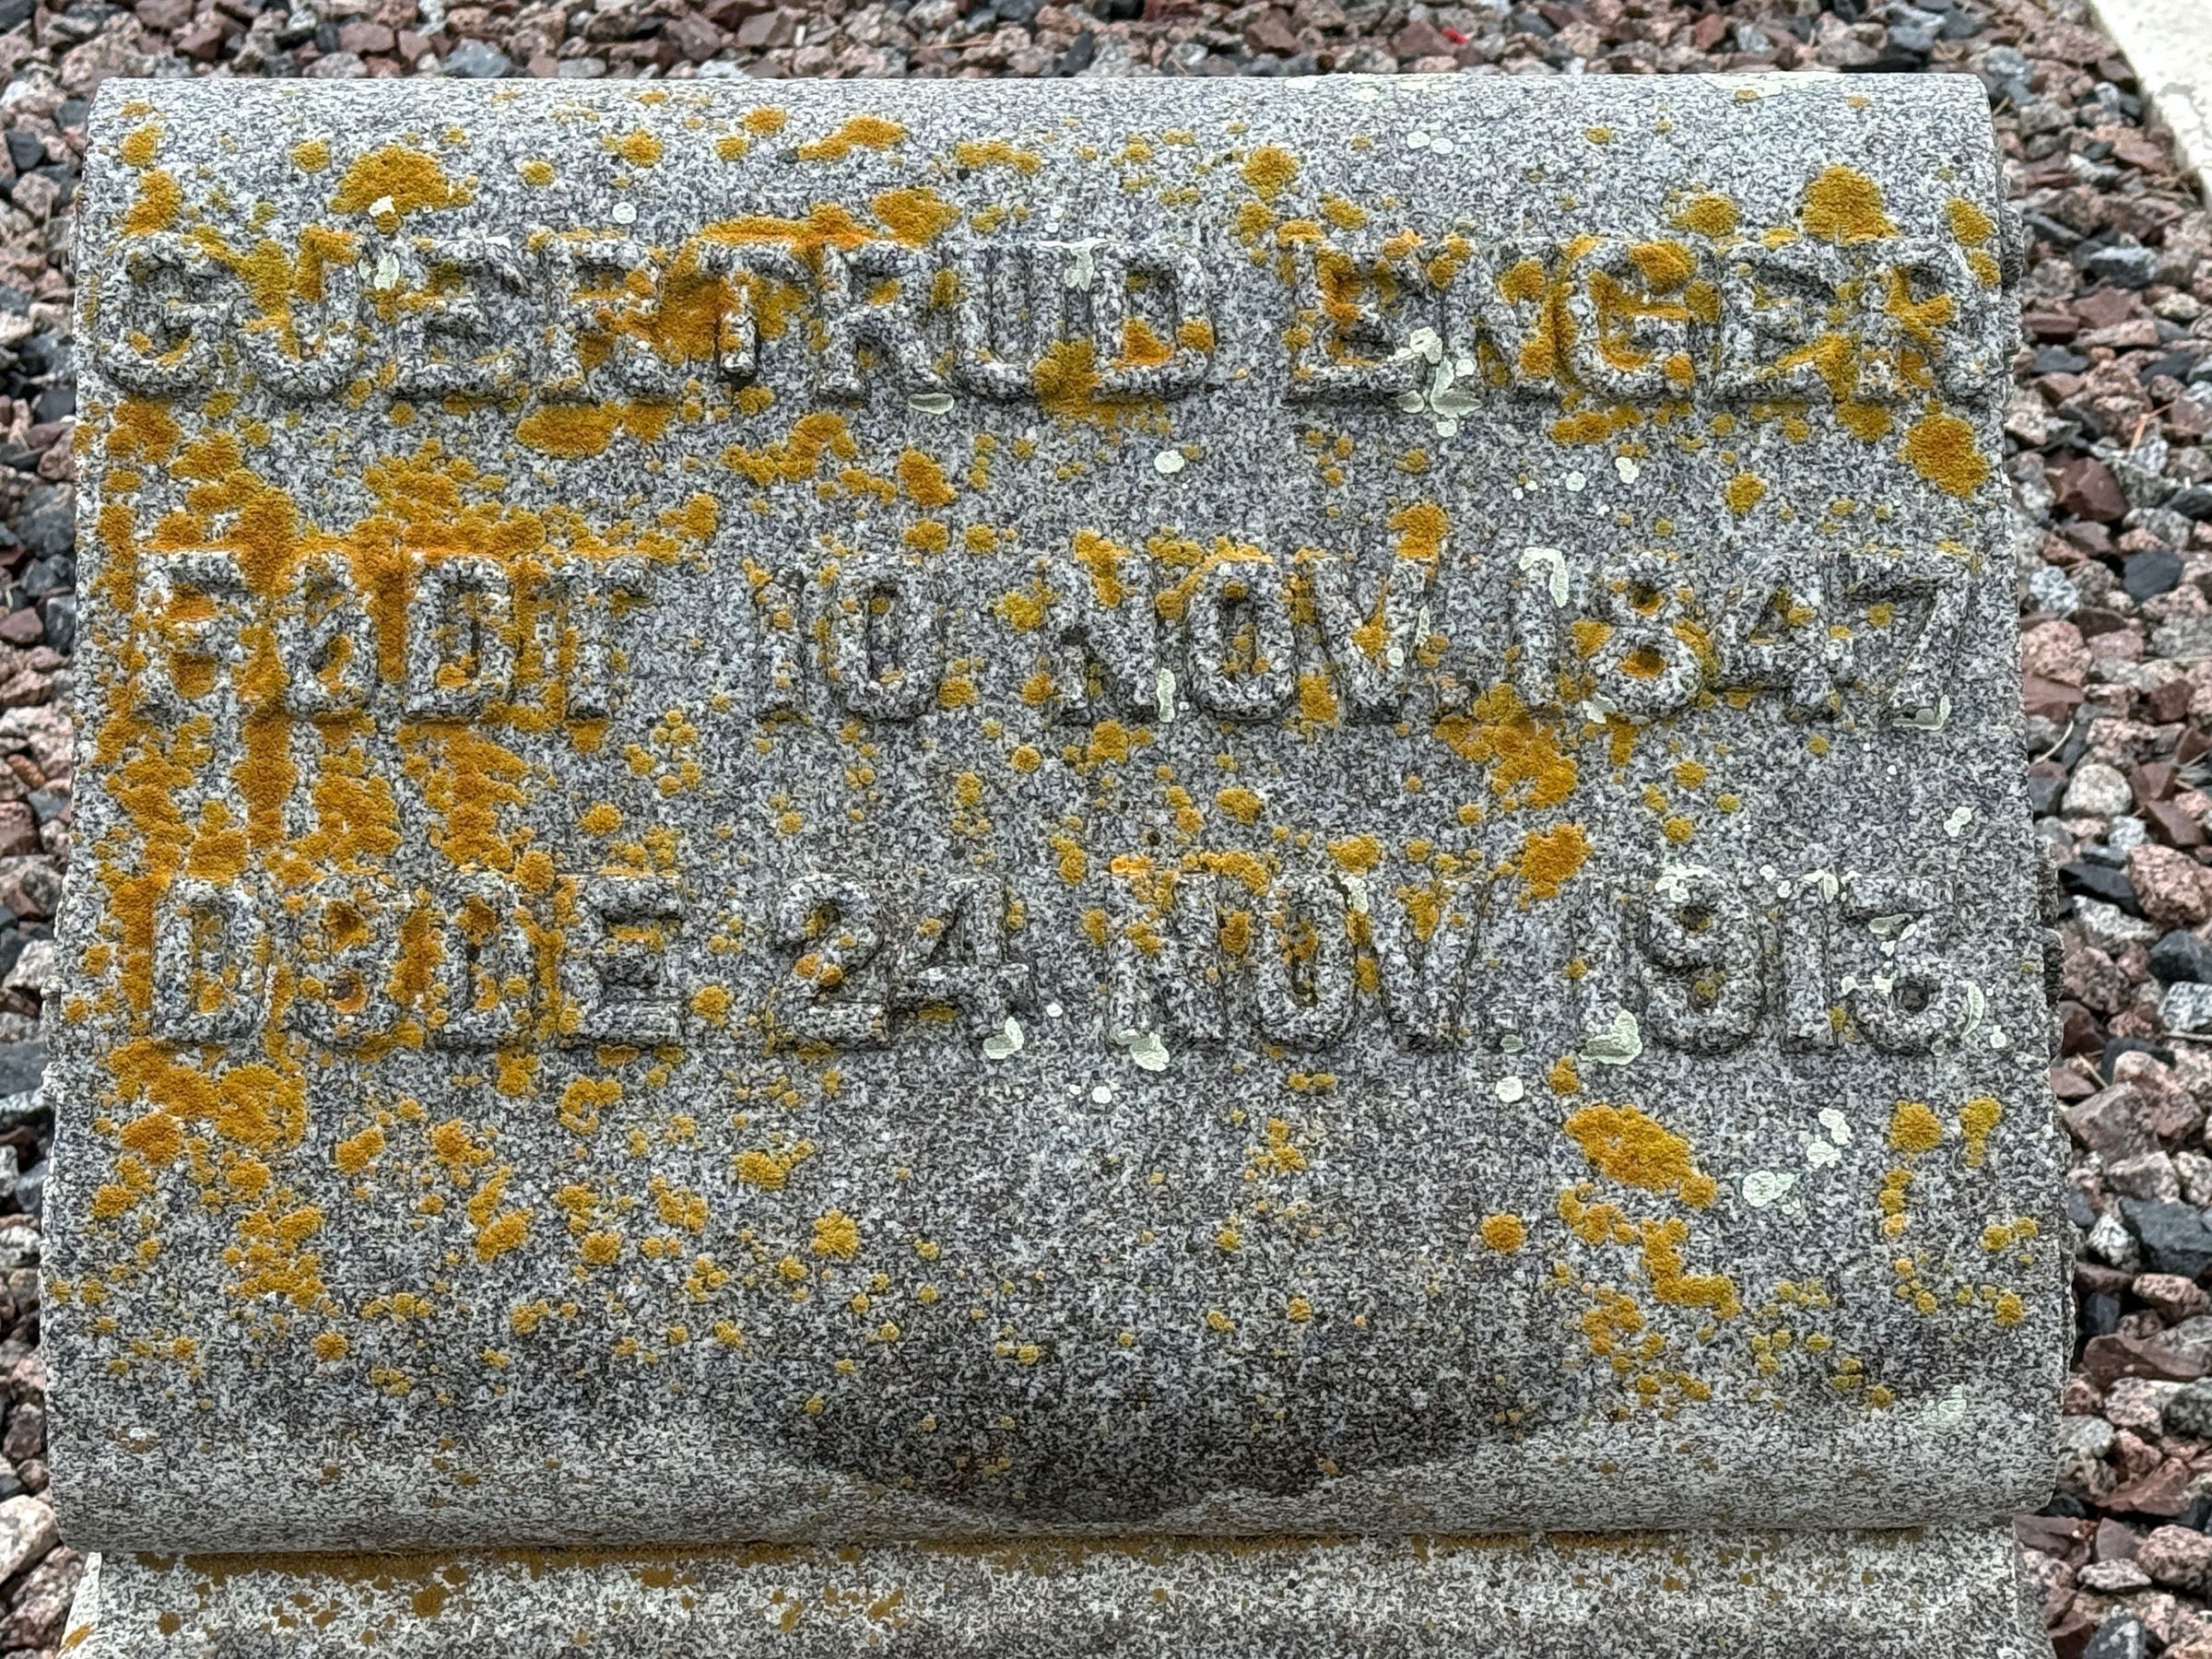 GUERTRUD ENGER
FØDT 10 NOV. 1847
DØDE 24 NOV. 1913